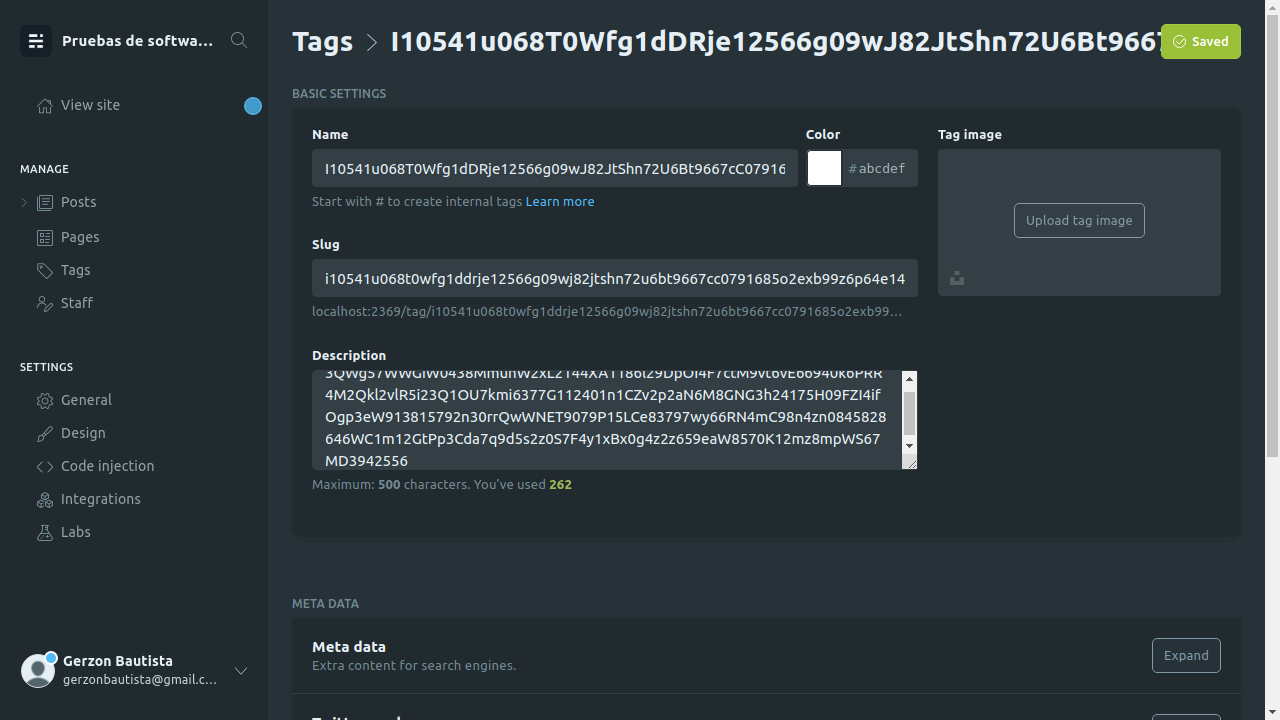 Pruebas de softwa...
View site
MANAGE
Posts
Pages
Tags
Staff
SETTINGS
General
Design
Code injection
Integrations
Labs
Gerzon Bautista
gerzonbautista@gmail.c...
Tags > I10541u068T0Wfg1dDRje12566g09wJ82JtShn72U6Bt9667
Saved
BASIC SETTINGS
Name
I10541u068T0Wfg1dDRje12566g09wJ82JtShn72U6Bt9667cC07916
Start with # to create internal tags Learn more
Color
#abcdef
Tag image
Upload tag image
Slug
i10541u068t0wfg1ddrje12566g09wj82jtshn72u6bt9667cc0791685o2exb99z6p64e14
localhost:2369/tag/i10541u068t0wfg1ddrje12566g09wj82jtshn72u6bt9667cc0791685o2exb99...
Description
4M2Qkl2vlR5i23Q1OU7kmi6377G112401n1CZv2p2aN6M8GNG3h24175H09FZI4if
Ogp3eW913815792n30rrQwWNET9079P15LCe83797wy66RN4mC98n4zn0845828
646WC1m12GtPp3Cda7q9d5s2z0S7F4y1xBx0g4z2z659eaW8570K12mz8mpWS67
MD3942556
Maximum: 500 characters. You've used 262
META DATA
Meta data
Extra content for search engines.
Expand